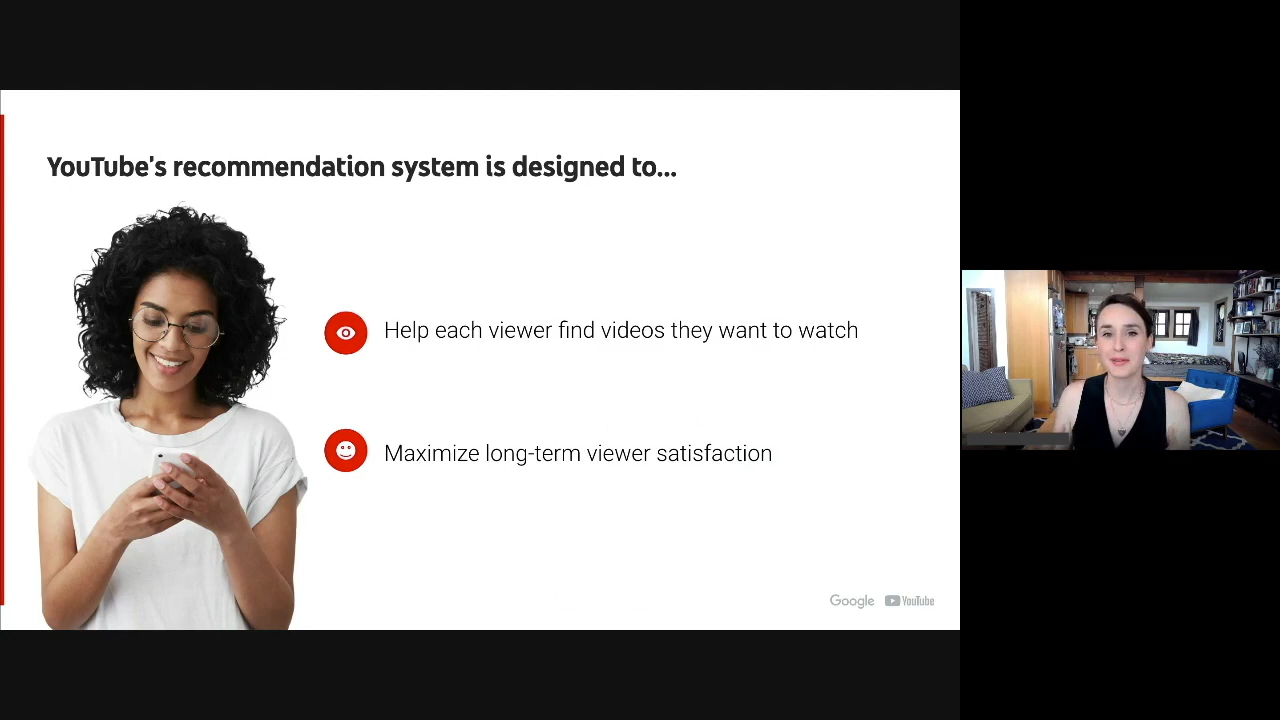 YouTube's recommendation system is designed to...
Help each viewer find videos they want to watch
Maximize long-term viewer satisfaction
Google YouTube